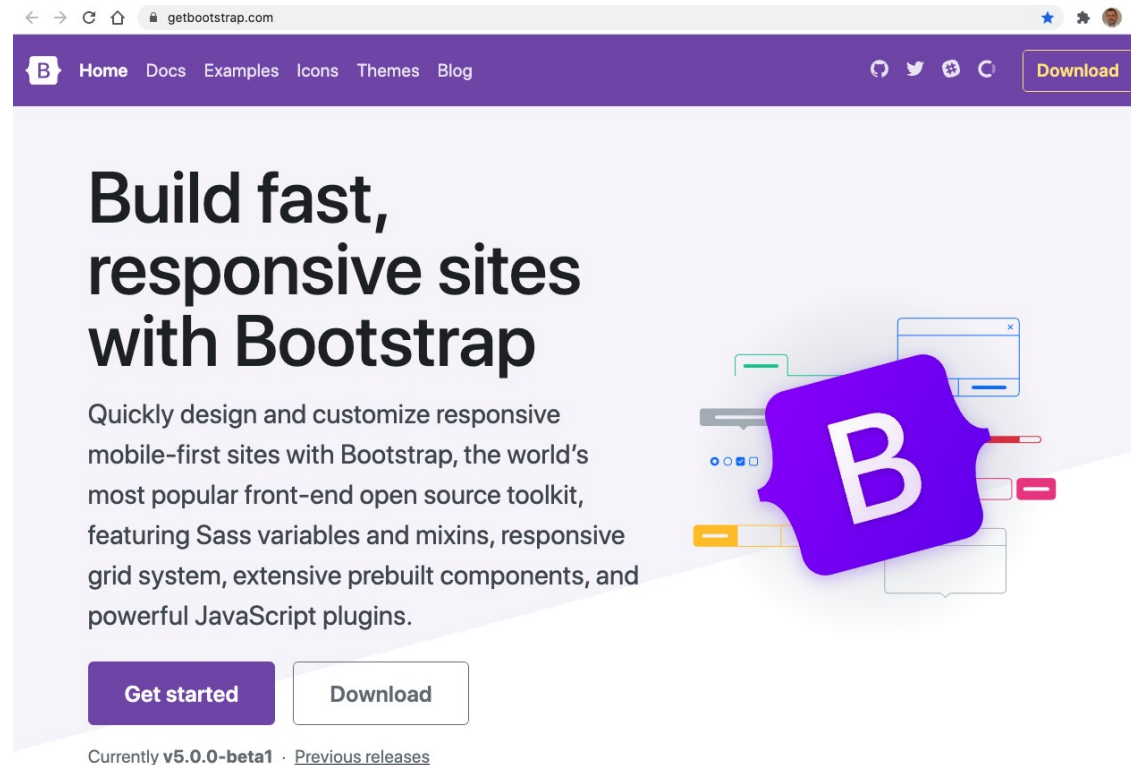 getbootstrap.com
B Home Docs Examples Icons Themes Blog Download
Build fast,
responsive sites
with Bootstrap
Quickly design and customize responsive
mobile-first sites with Bootstrap, the world’s
most popular front-end open source toolkit,
featuring Sass variables and mixins, responsive
grid system, extensive prebuilt components, and
powerful JavaScript plugins.
B
Get started Download
Currently v5.0.0-beta1 · Previous releases